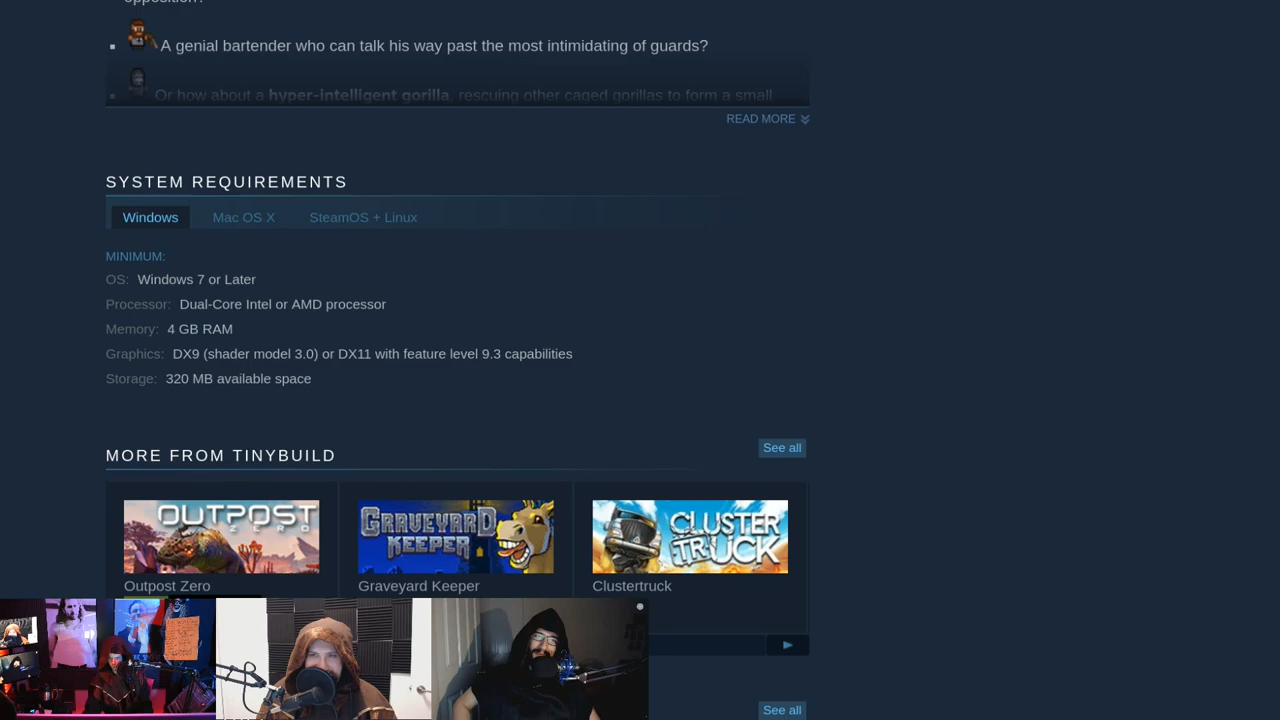 opposition?
A genial bartender who can talk his way past the most intimidating of guards?
Or how about a hyper-intelligent gorilla, rescuing other caged gorillas to form a small
READ MORE
SYSTEM REQUIREMENTS
Windows
Mac OS X
SteamOS + Linux
MINIMUM:
OS: Windows 7 or Later
Processor: Dual-Core Intel or AMD processor
Memory: 4 GB RAM
Graphics: DX9 (shader model 3.0) or DX11 with feature level 9.3 capabilities
Storage: 320 MB available space
MORE FROM TINYBUILD
See all
OUTPOST
ZERO
GRAVEYARD
KEEPER
CLUSTER
TRUCK
Outpost Zero
Graveyard Keeper
Clustertruck
See all